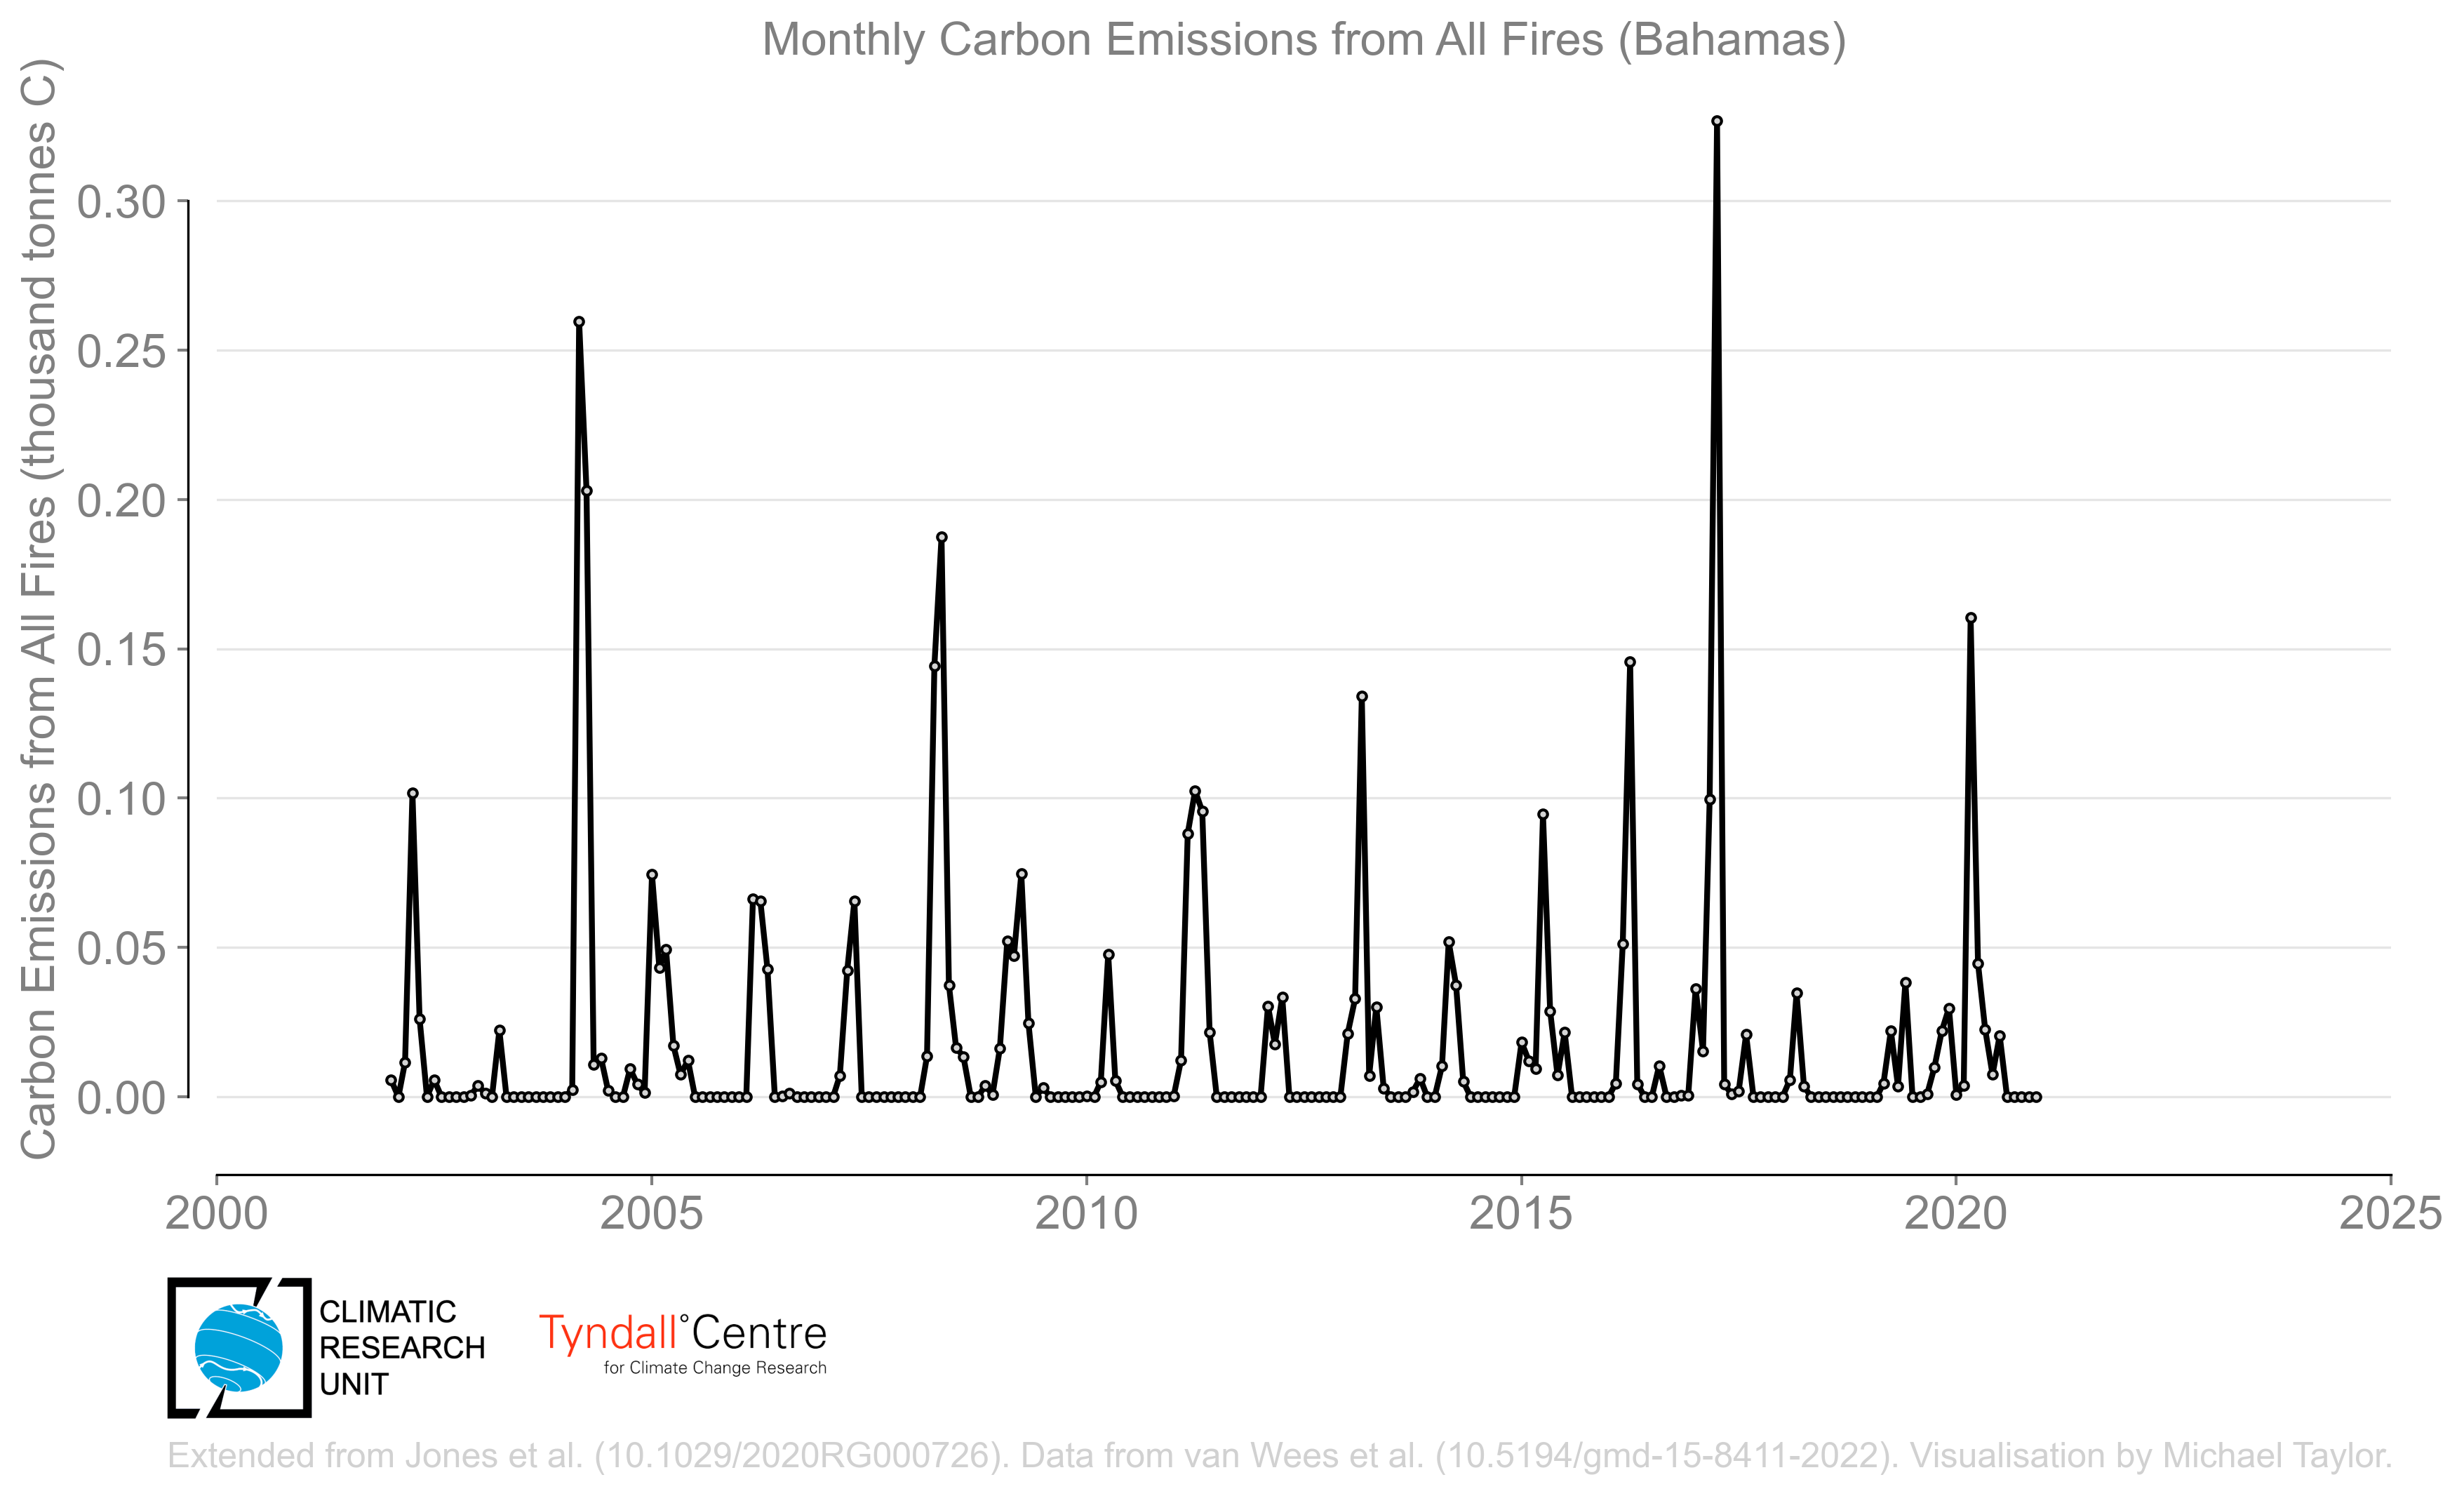 Monthly Carbon Emissions from All Fires (Bahamas)
Carbon Emissions from All Fires (thousand tonnes C)
0.30
0.25
0.20
0.15
0.10
0.05
0.00
2000 2005 2010 2015 2020 2025
CLIMATIC
RESEARCH
UNIT
Tyndall°Centre
for Climate Change Research
Extended from Jones et al. (10.1029/2020RG000726). Data from van Wees et al. (10.5194/gmd-15-8411-2022). Visualisation by Michael Taylor.